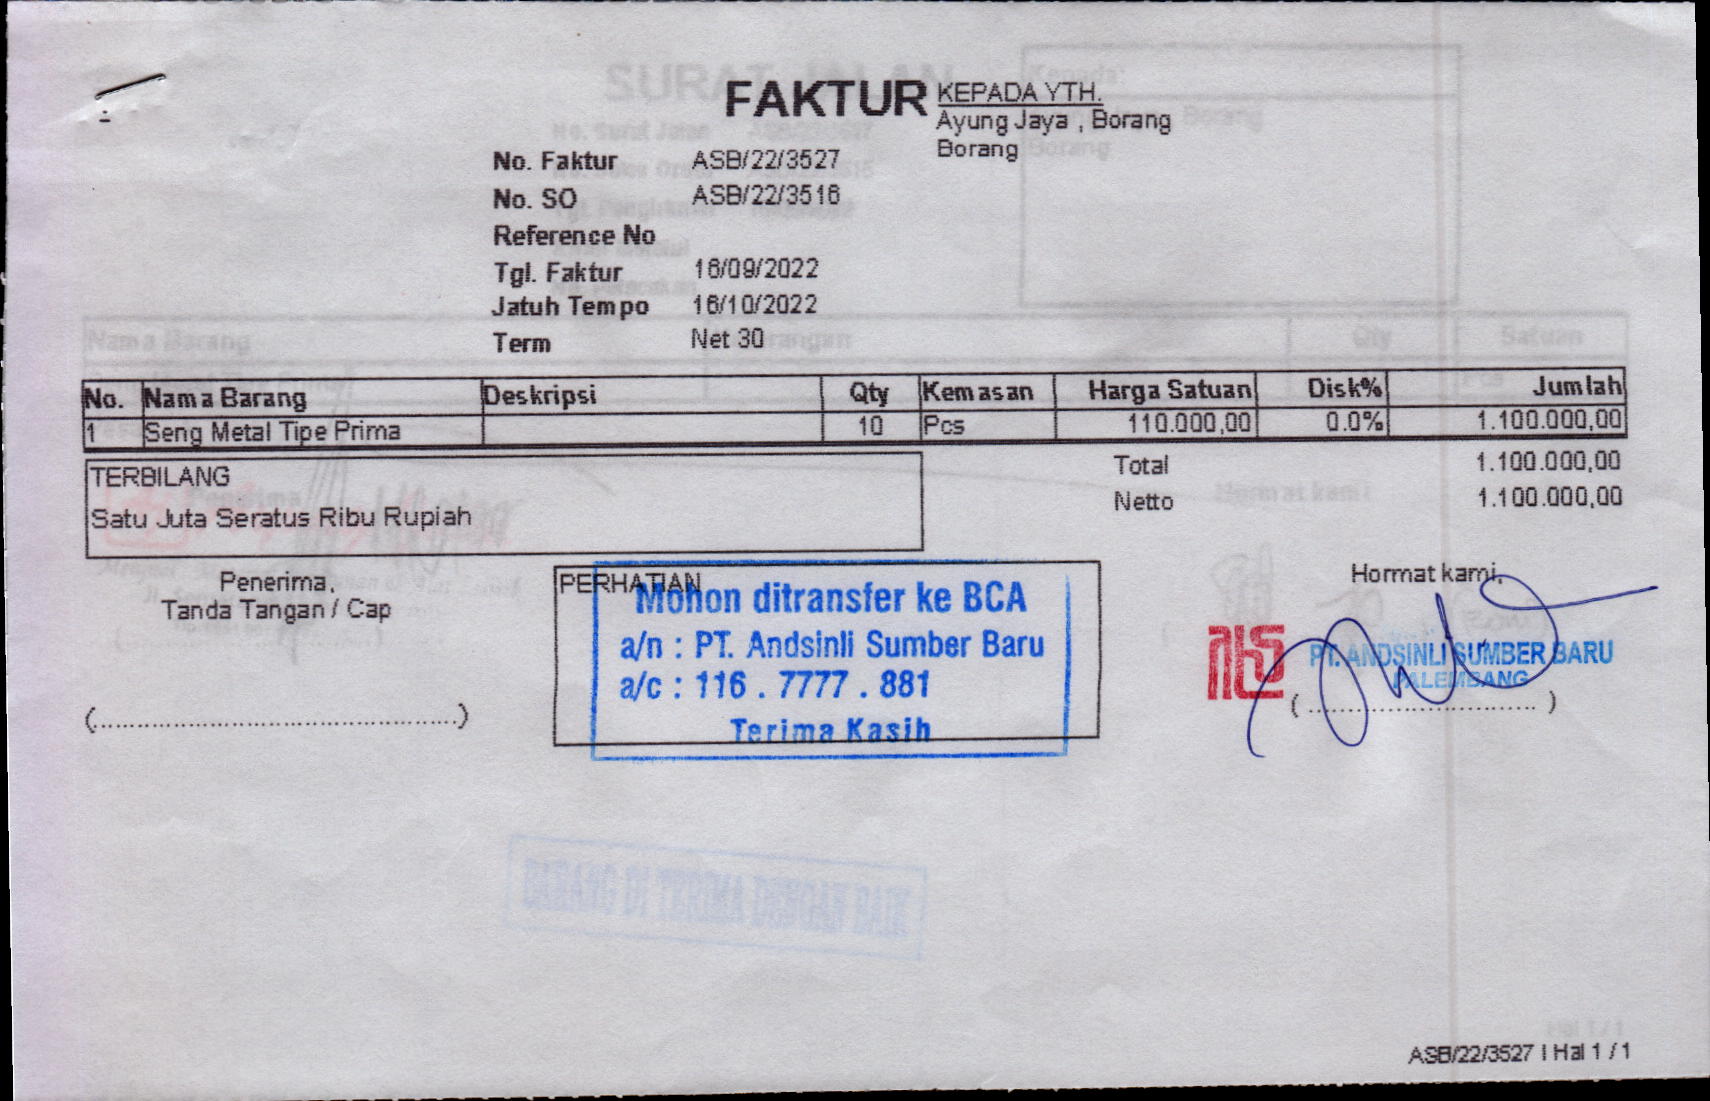 FAKTUR
KEPADA YTH.
Ayung Jaya , Borang
Borang
No. Faktur ASB/22/3527
No. SO ASB/22/3516
Reference No
Tgl. Faktur 16/09/2022
Jatuh Tempo 16/10/2022
Term Net 30
No. Nama Barang Deskripsi Qty Kemasan Harga Satuan Disk% Jumlah
1 Seng Metal Tipe Prima 10 Pcs 110.000,00 0.0% 1.100.000,00
TERBILANG
Satu Juta Seratus Ribu Rupiah
Total 1.100.000,00
Netto 1.100.000,00
Penerima,
Tanda Tangan / Cap
(...............................................)
PERHATIAN
Mohon ditransfer ke BCA
a/n : PT. Andsinli Sumber Baru
a/c : 116 . 7777 . 881
Terima Kasih
Hormat kami,
PT. ANDSINLI SUMBER BARU
PALEMBANG
( ............................. )
BARANG DI TERIMA DENGAN BAIK
ASB/22/3527 I Hal 1 / 1